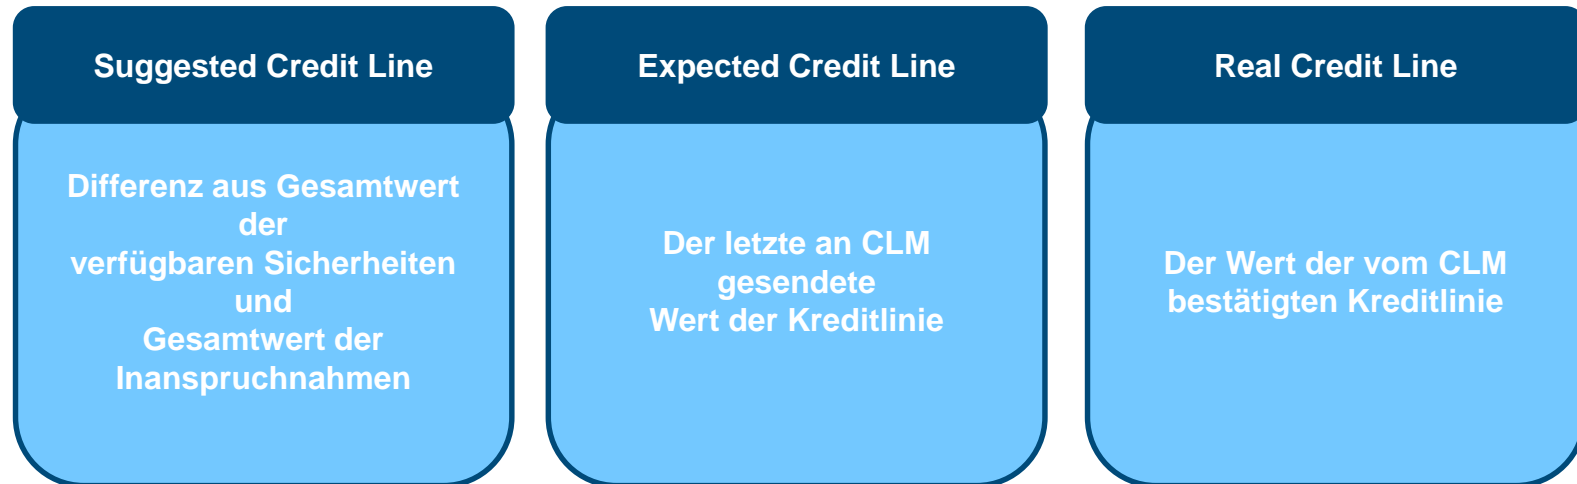 Suggested Credit Line
Differenz aus Gesamtwert
der
verfügbaren Sicherheiten
und
Gesamtwert der
Inanspruchnahmen
Expected Credit Line
Der letzte an CLM
gesendete
Wert der Kreditlinie
Real Credit Line
Der Wert der vom CLM
bestätigten Kreditlinie